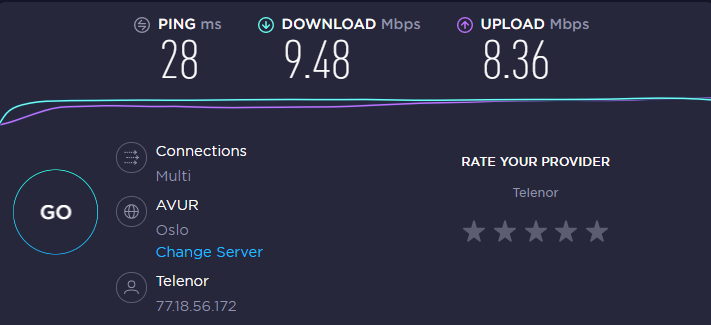 PING ms
DOWNLOAD Mbps
UPLOAD Mbps
28
9.48
8.36
GO
Connections
Multi
AVUR
Oslo
Change Server
Telenor
77.18.56.172
RATE YOUR PROVIDER
Telenor